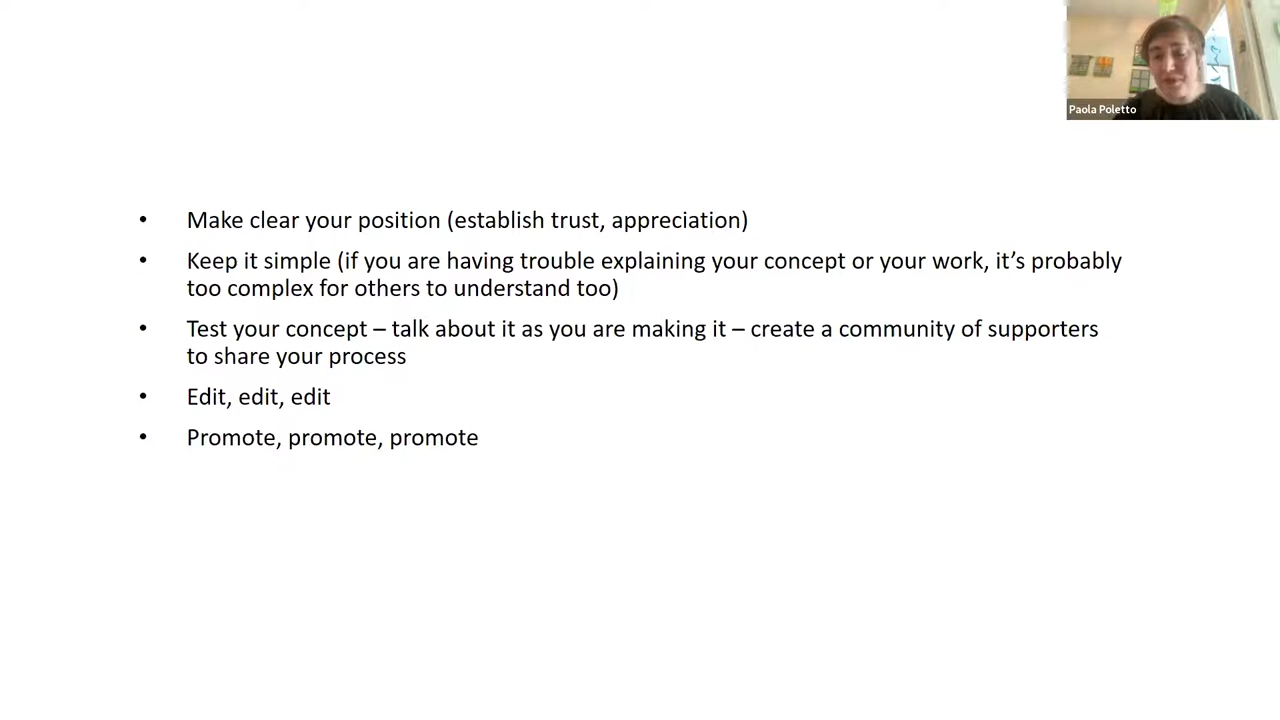 Paola Poletto
• Make clear your position (establish trust, appreciation)
• Keep it simple (if you are having trouble explaining your concept or your work, it’s probably
too complex for others to understand too)
• Test your concept – talk about it as you are making it – create a community of supporters
to share your process
• Edit, edit, edit
• Promote, promote, promote